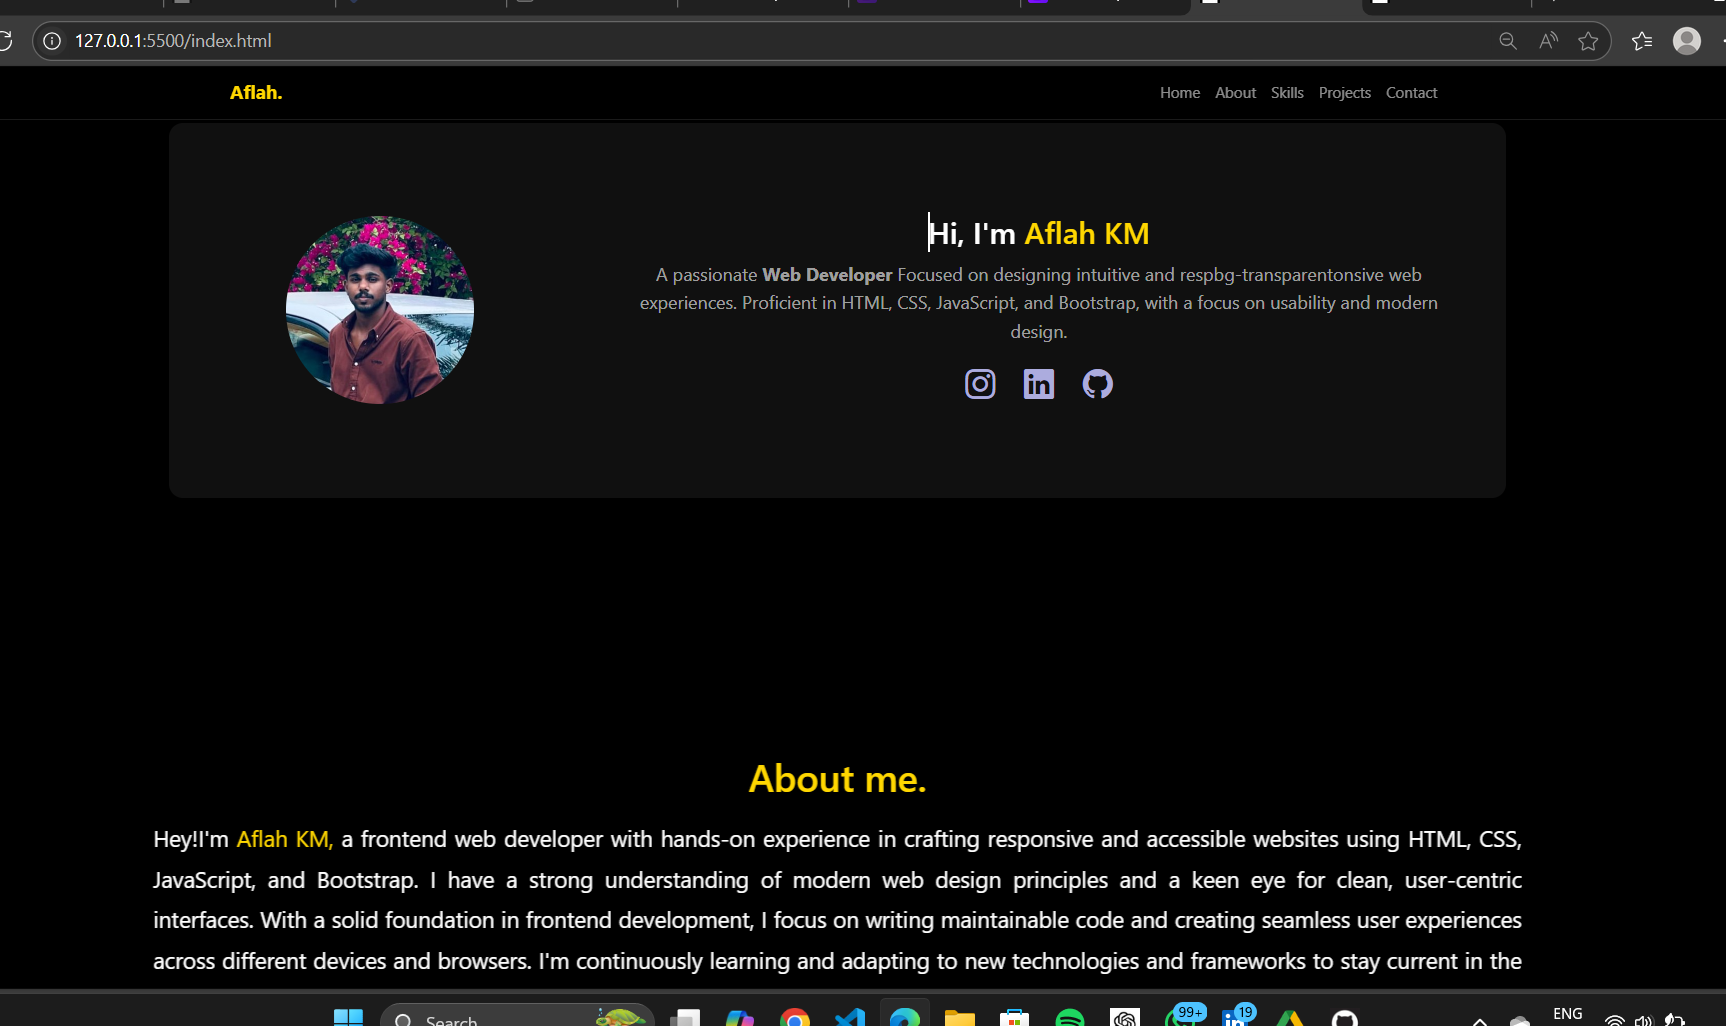 127.0.0.1:5500/index.html
Aflah.
Home About Skills Projects Contact
Hi, I'm Aflah KM
A passionate Web Developer Focused on designing intuitive and respbg-transparentonsive web
experiences. Proficient in HTML, CSS, JavaScript, and Bootstrap, with a focus on usability and modern
design.
About me.
Hey!I'm Aflah KM, a frontend web developer with hands-on experience in crafting responsive and accessible websites using HTML, CSS,
JavaScript, and Bootstrap. I have a strong understanding of modern web design principles and a keen eye for clean, user-centric
interfaces. With a solid foundation in frontend development, I focus on writing maintainable code and creating seamless user experiences
across different devices and browsers. I'm continuously learning and adapting to new technologies and frameworks to stay current in the
Search
99+
19
ENG